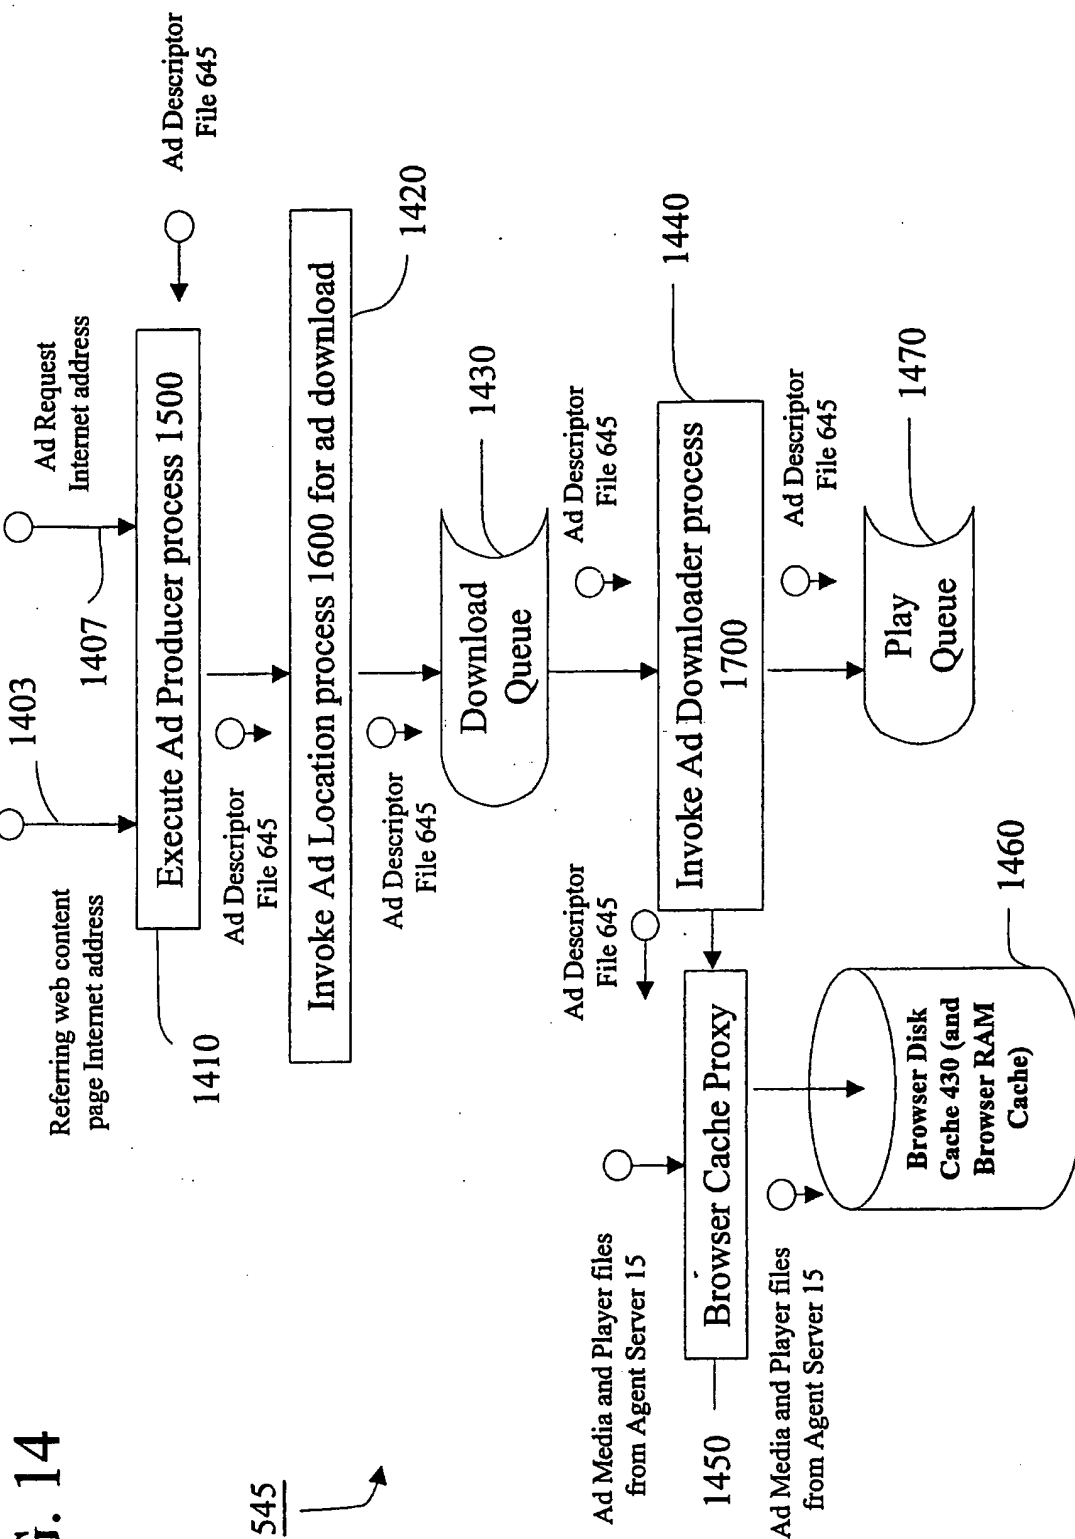 FIG. 14
545
1403
1407
Ad Request
Internet address
Referring web content
page Internet address
Ad Descriptor
File 645
Execute Ad Producer process 1500
1410
Ad Descriptor
File 645
Invoke Ad Location process 1600 for ad download
1420
Ad Descriptor
File 645
Download
Queue
1430
Ad Descriptor
File 645
Ad Descriptor
File 645
Invoke Ad Downloader process
1700
1440
Ad Media and Player files
from Agent Server 15
Browser Cache Proxy
1450
Ad Descriptor
File 645
Play
Queue
1470
Ad Media and Player files
from Agent Server 15
Browser Disk
Cache 430 (and
Browser RAM
Cache)
1460